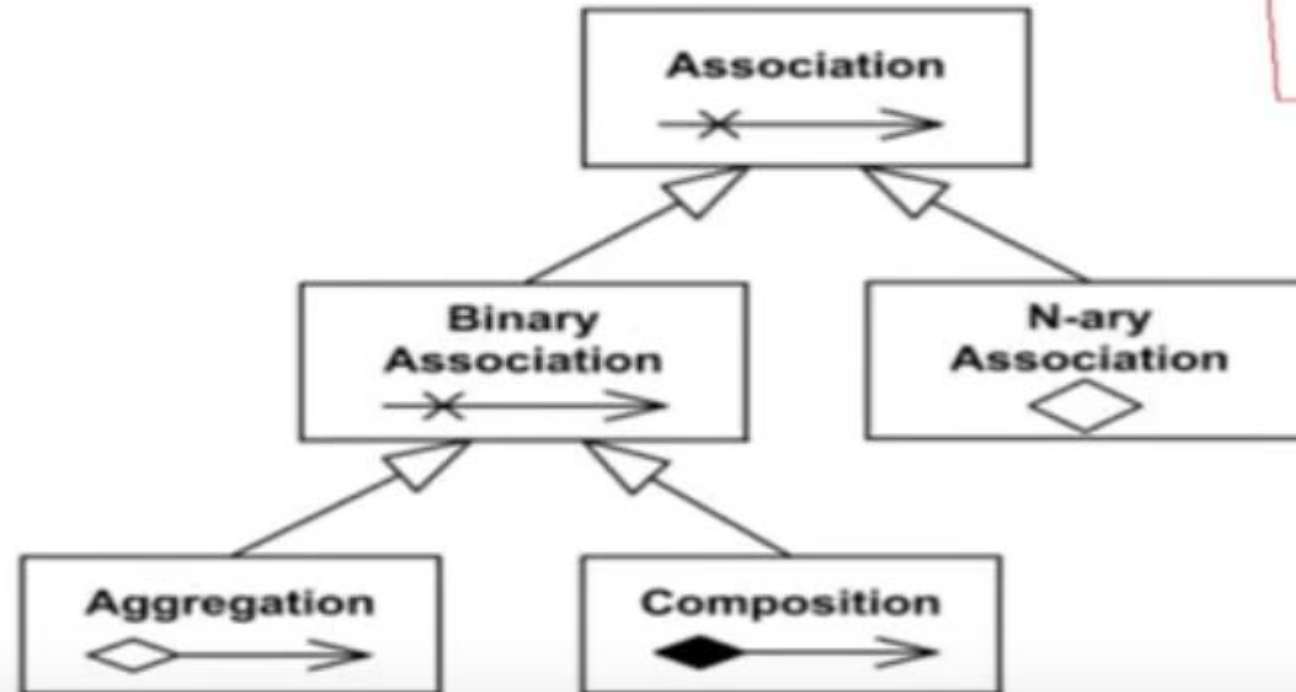 Association
Binary
Association
N-ary
Association
Aggregation
Composition